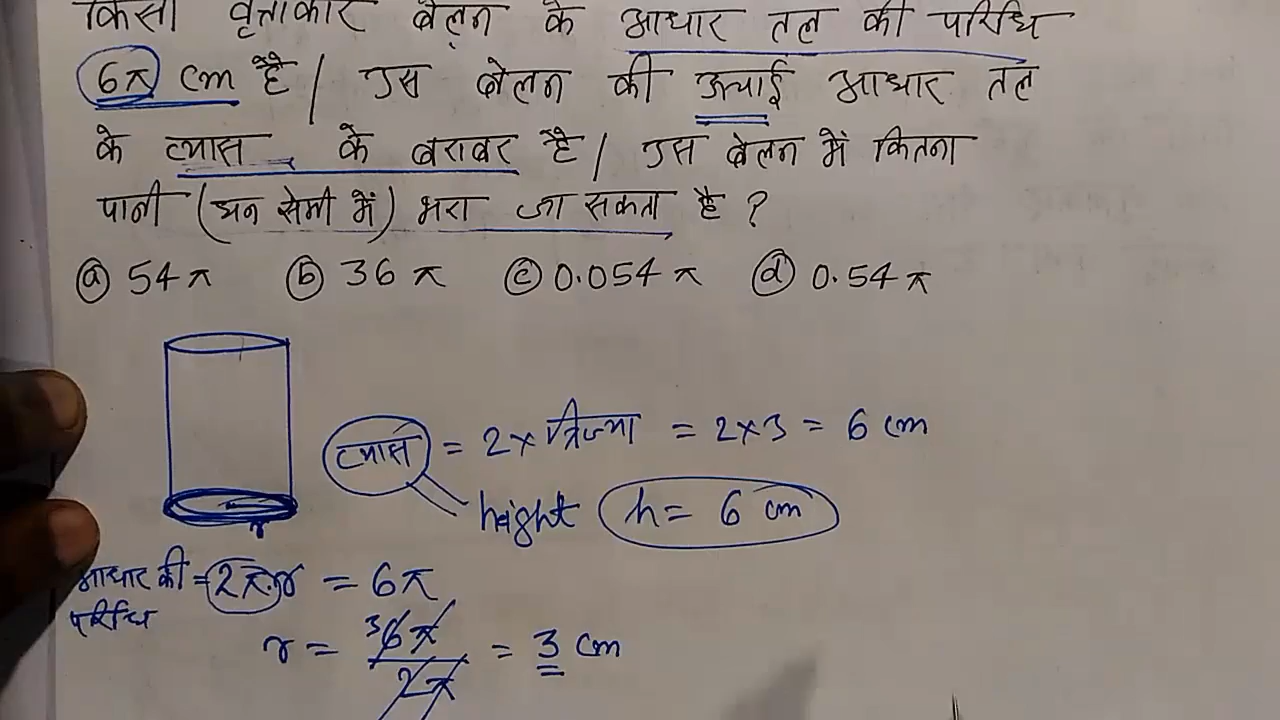 किसी वृत्ताकार बेलन के आधार तल की परिधि
6π cm है | उस बेलन की ऊचाई आधार तल
के व्यास के बराबर है | उस बेलन में कितना
पानी (घन सेमी में) भरा जा सकता है ?
(a) 54π (b) 36π (c) 0.054π (d) 0.54π
व्यास = 2 × त्रिज्या = 2×3 = 6 cm
height h = 6 cm
r
आधार की परिधि = 2π.r = 6π
r = 6π/2π = 3 cm
3